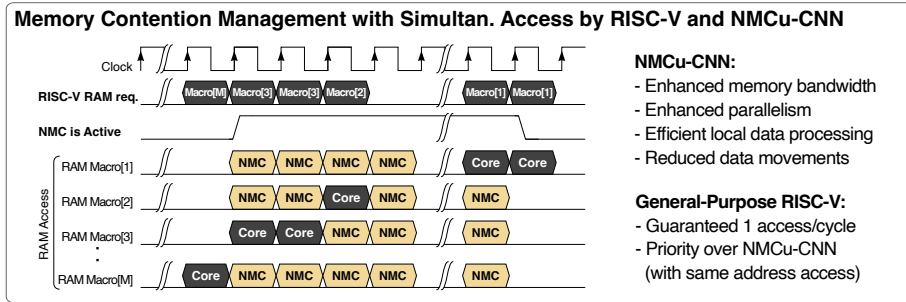 Memory Contention Management with Simultan. Access by RISC-V and NMCu-CNN
Clock
RISC-V RAM req. Macro[M] Macro[3] Macro[3] Macro[2] Macro[1] Macro[1]
NMC is Active
RAM Access
RAM Macro[1] NMC NMC NMC NMC Core Core
RAM Macro[2] NMC NMC Core NMC NMC
RAM Macro[3] Core Core NMC NMC NMC
:
RAM Macro[M] Core NMC NMC NMC NMC NMC
NMCu-CNN:
- Enhanced memory bandwidth
- Enhanced parallelism
- Efficient local data processing
- Reduced data movements
General-Purpose RISC-V:
- Guaranteed 1 access/cycle
- Priority over NMCu-CNN
(with same address access)